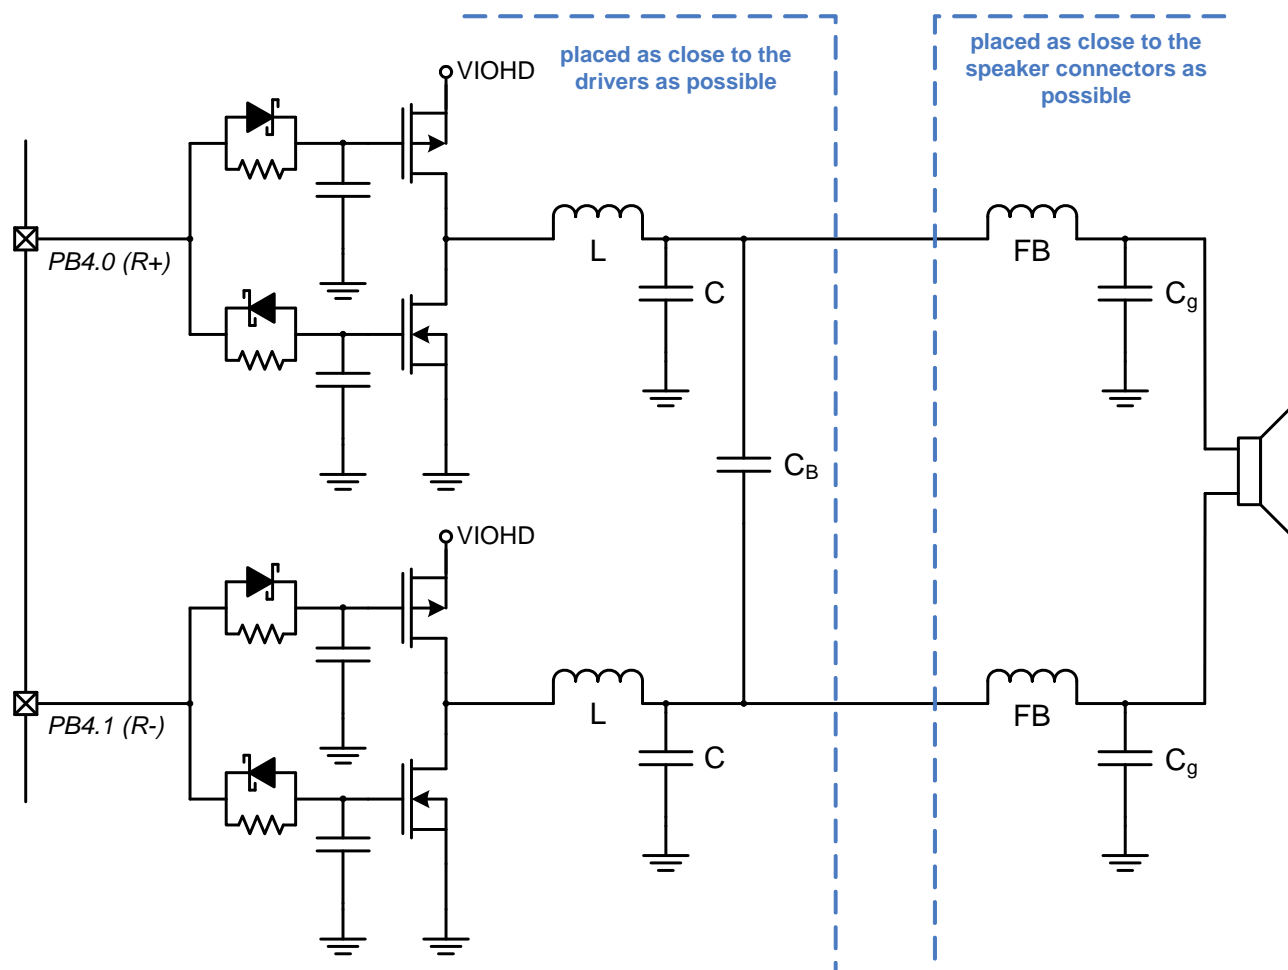 placed as close to the
drivers as possible
placed as close to the
speaker connectors as
possible
VIOHD
PB4.0 (R+)
L
C
FB
Cg
CB
VIOHD
PB4.1 (R-)
L
C
FB
Cg